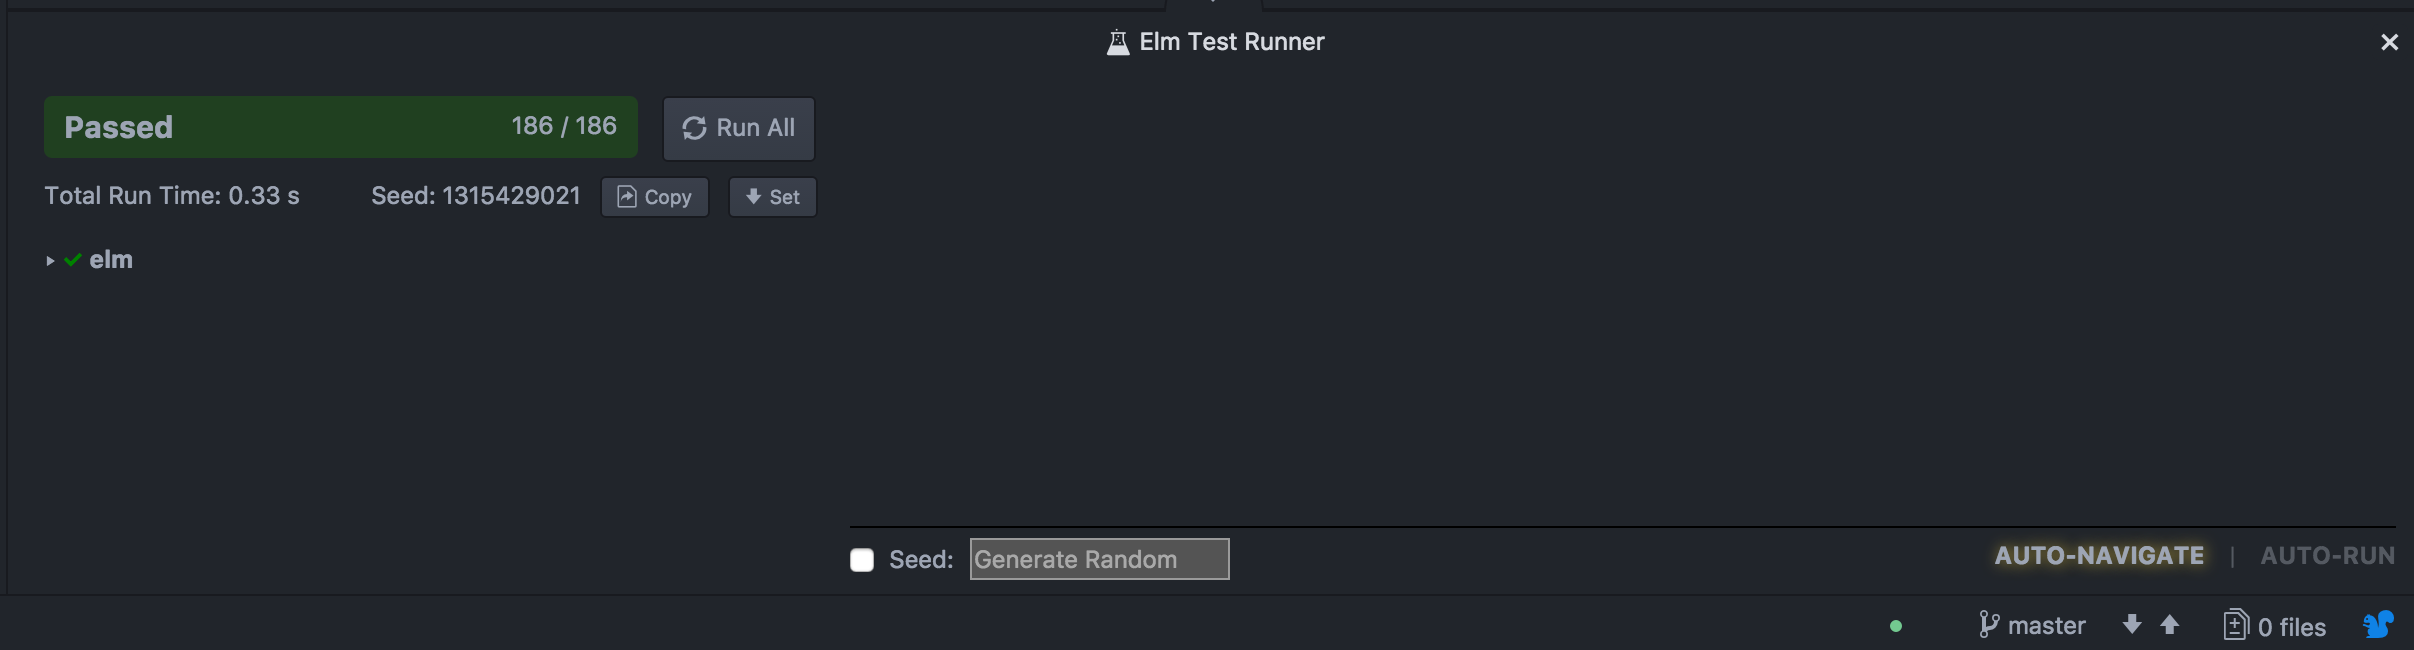 Elm Test Runner
Passed 186 / 186 Run All
Total Run Time: 0.33 s Seed: 1315429021 Copy Set
elm
Seed: Generate Random AUTO-NAVIGATE | AUTO-RUN
master 0 files